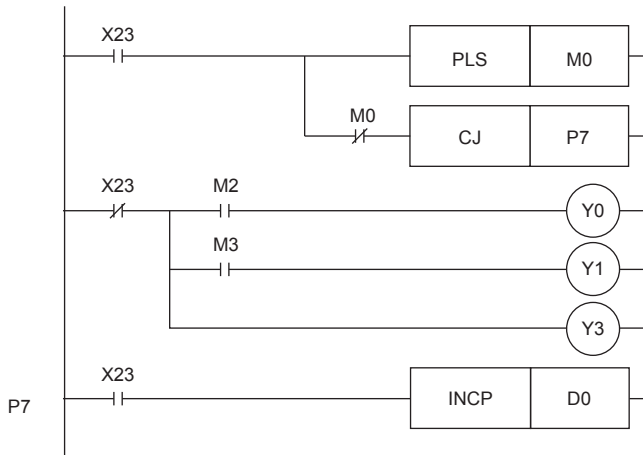 X23
PLS M0
M0
CJ P7
X23 M2
Y0
M3
Y1
Y3
X23
P7 INCP D0